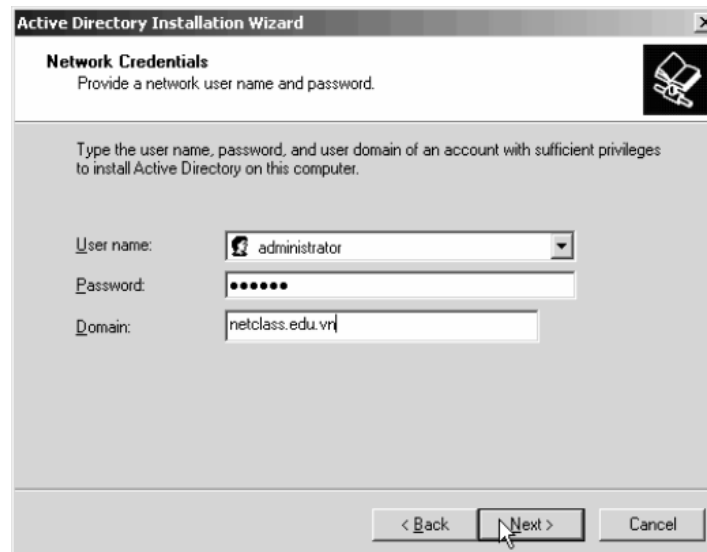 Active Directory Installation Wizard
Network Credentials
Provide a network user name and password.
Type the user name, password, and user domain of an account with sufficient privileges
to install Active Directory on this computer.
User name:
administrator
Password:
●●●●●●
Domain:
netclass.edu.vn
< Back
Next >
Cancel